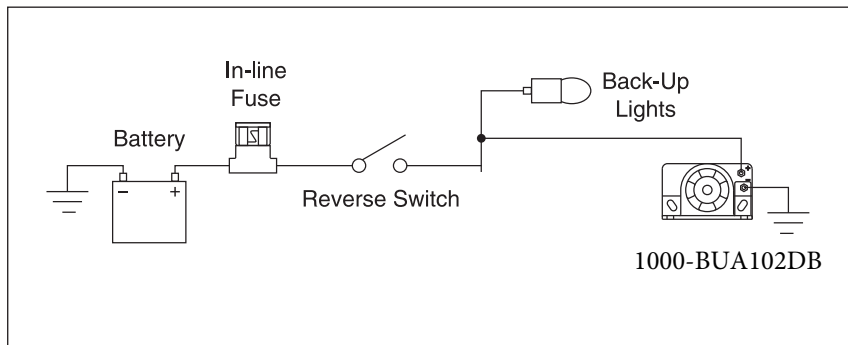 In-line
Fuse
Battery
- +
Reverse Switch
Back-Up
Lights
+
-
1000-BUA102DB